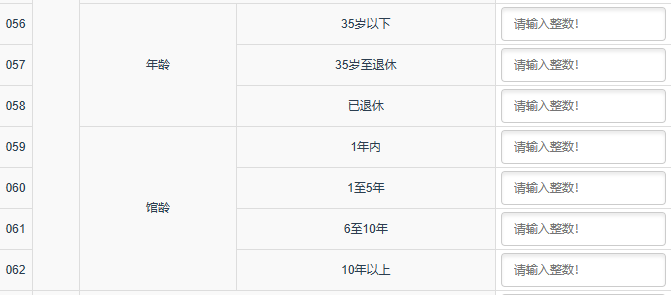 056 35岁以下 请输入整数!
057 年龄 35岁至退休 请输入整数!
058 已退休 请输入整数!
059 1年内 请输入整数!
060 1至5年 请输入整数!
馆龄
061 6至10年 请输入整数!
062 10年以上 请输入整数!